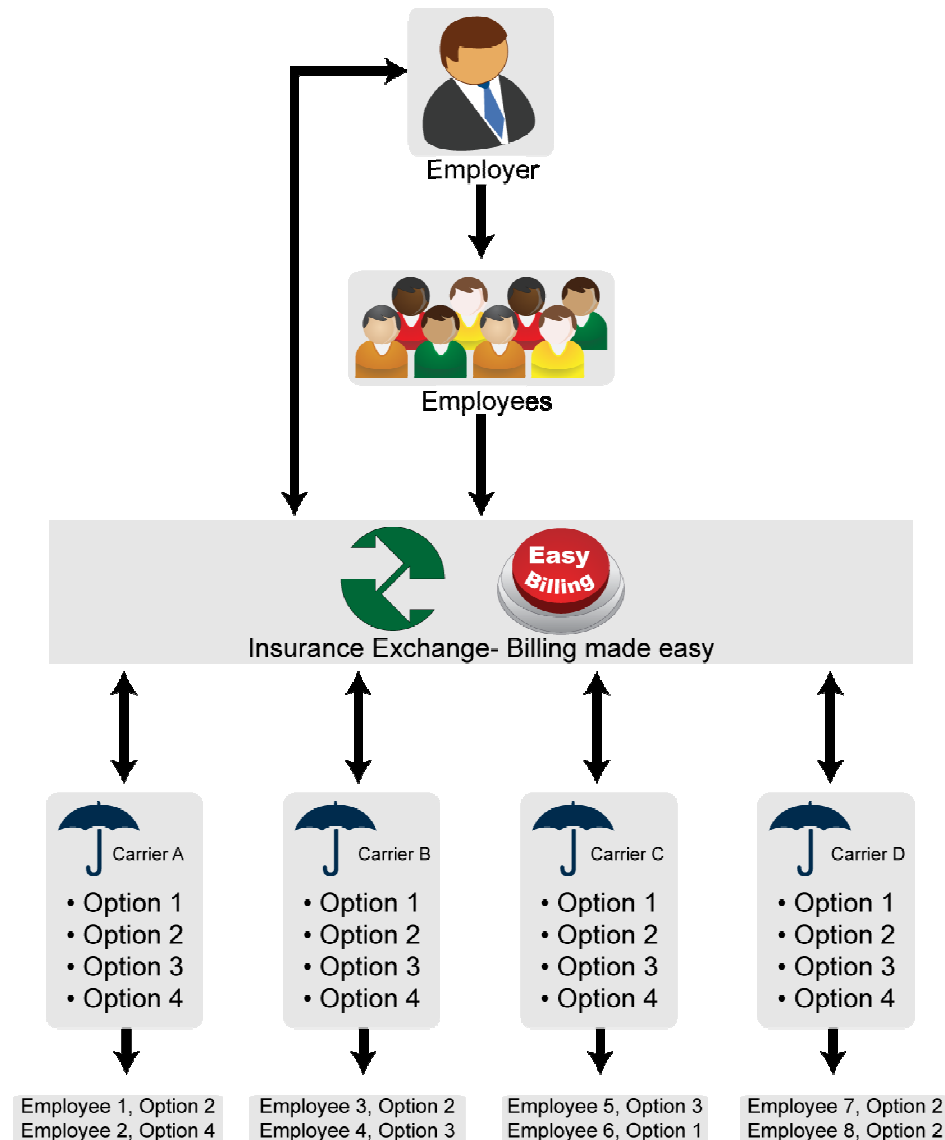 Employer
Employees
Easy
Billing
Insurance Exchange- Billing made easy
Carrier A
• Option 1
• Option 2
• Option 3
• Option 4
Carrier B
• Option 1
• Option 2
• Option 3
• Option 4
Carrier C
• Option 1
• Option 2
• Option 3
• Option 4
Carrier D
• Option 1
• Option 2
• Option 3
• Option 4
Employee 1, Option 2
Employee 2, Option 4
Employee 3, Option 2
Employee 4, Option 3
Employee 5, Option 3
Employee 6, Option 1
Employee 7, Option 2
Employee 8, Option 2